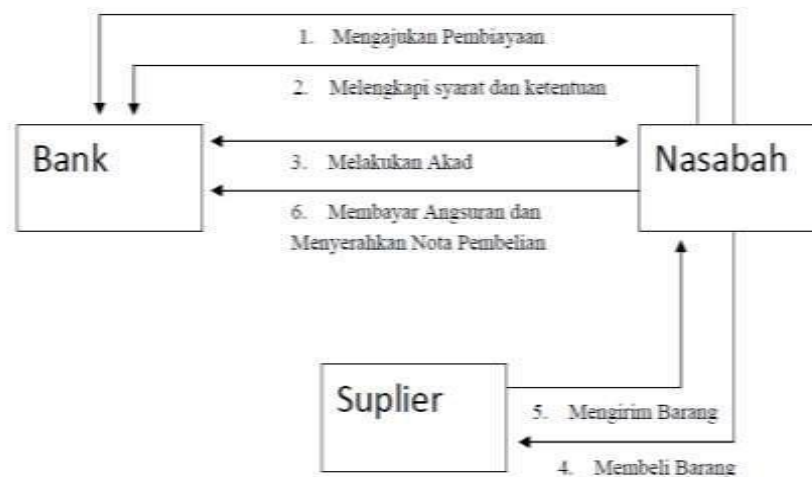 1. Mengajukan Pembiayaan
2. Melengkapi syarat dan ketentuan
Bank
Nasabah
3. Melakukan Akad
6. Membayar Angsuran dan
Menyerahkan Nota Pembelian
Suplier
5. Mengirim Barang
4. Membeli Barang